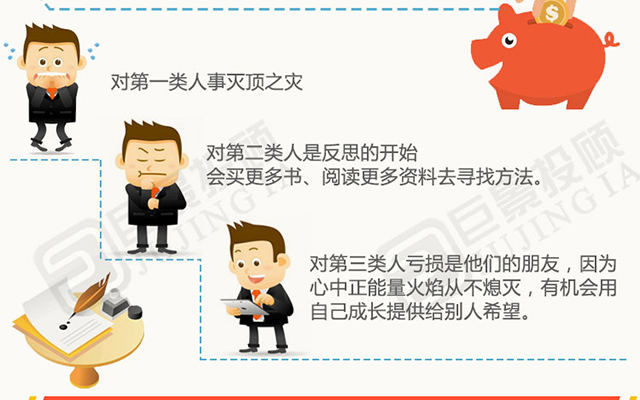 对第一类人事灭顶之灾
对第二类人是反思的开始
会买更多书、阅读更多资料去寻找方法。
对第三类人亏损是他们的朋友，因为
心中正能量火焰从不熄灭，有机会用
自己成长提供给别人希望。
巨景投顾
JUJINGTA